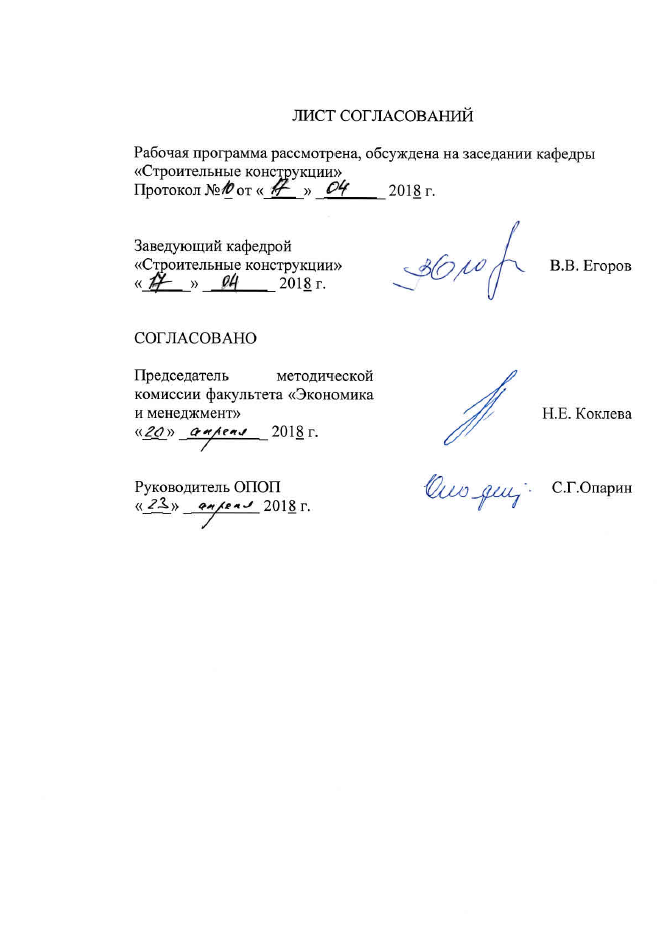 ЛИСТ СОГЛАСОВАНИЙ
Рабочая программа рассмотрена, обсуждена на заседании кафедры
«Строительные конструкции»
Протокол №10 от «17» 04 2018 г.
Заведующий кафедрой
«Строительные конструкции» В.В. Егоров
«17» 04 2018 г.
СОГЛАСОВАНО
Председатель методической
комиссии факультета «Экономика
и менеджмент» Н.Е. Коклева
«20» апреля 2018 г.
Руководитель ОПОП С.Г.Опарин
«23» апреля 2018 г.